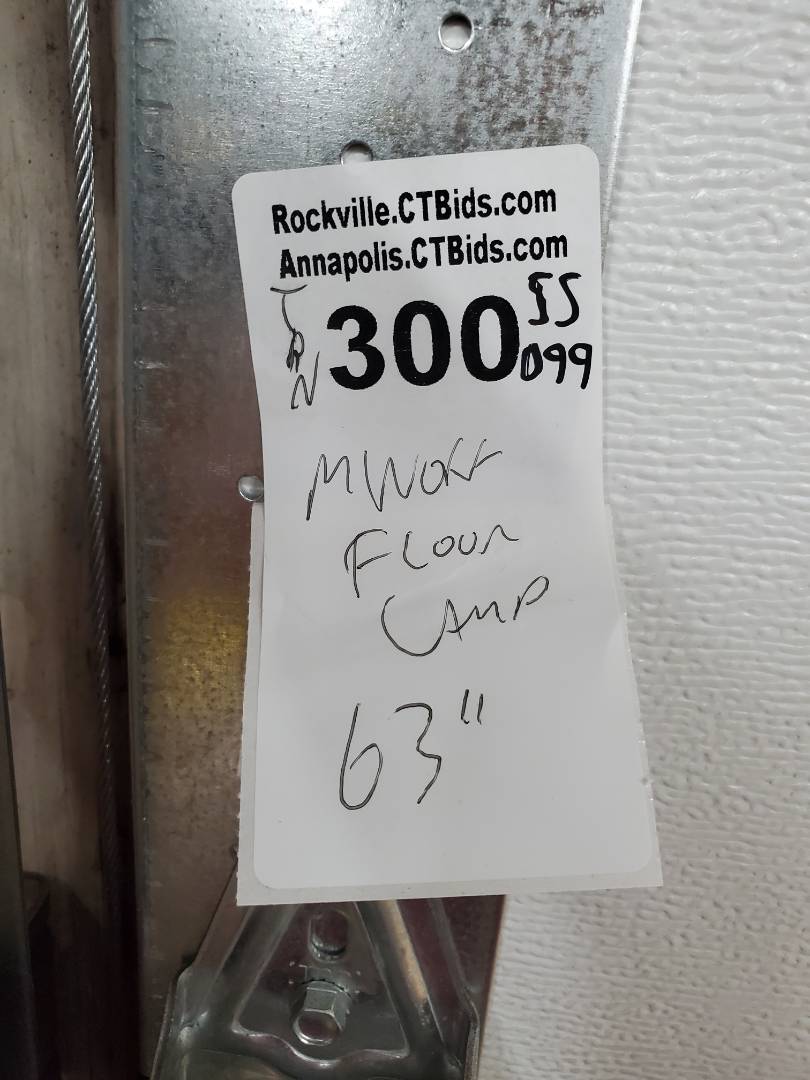 Rockville.CTBids.com
Annapolis.CTBids.com
300 55
099
Floor
Lamp
63"